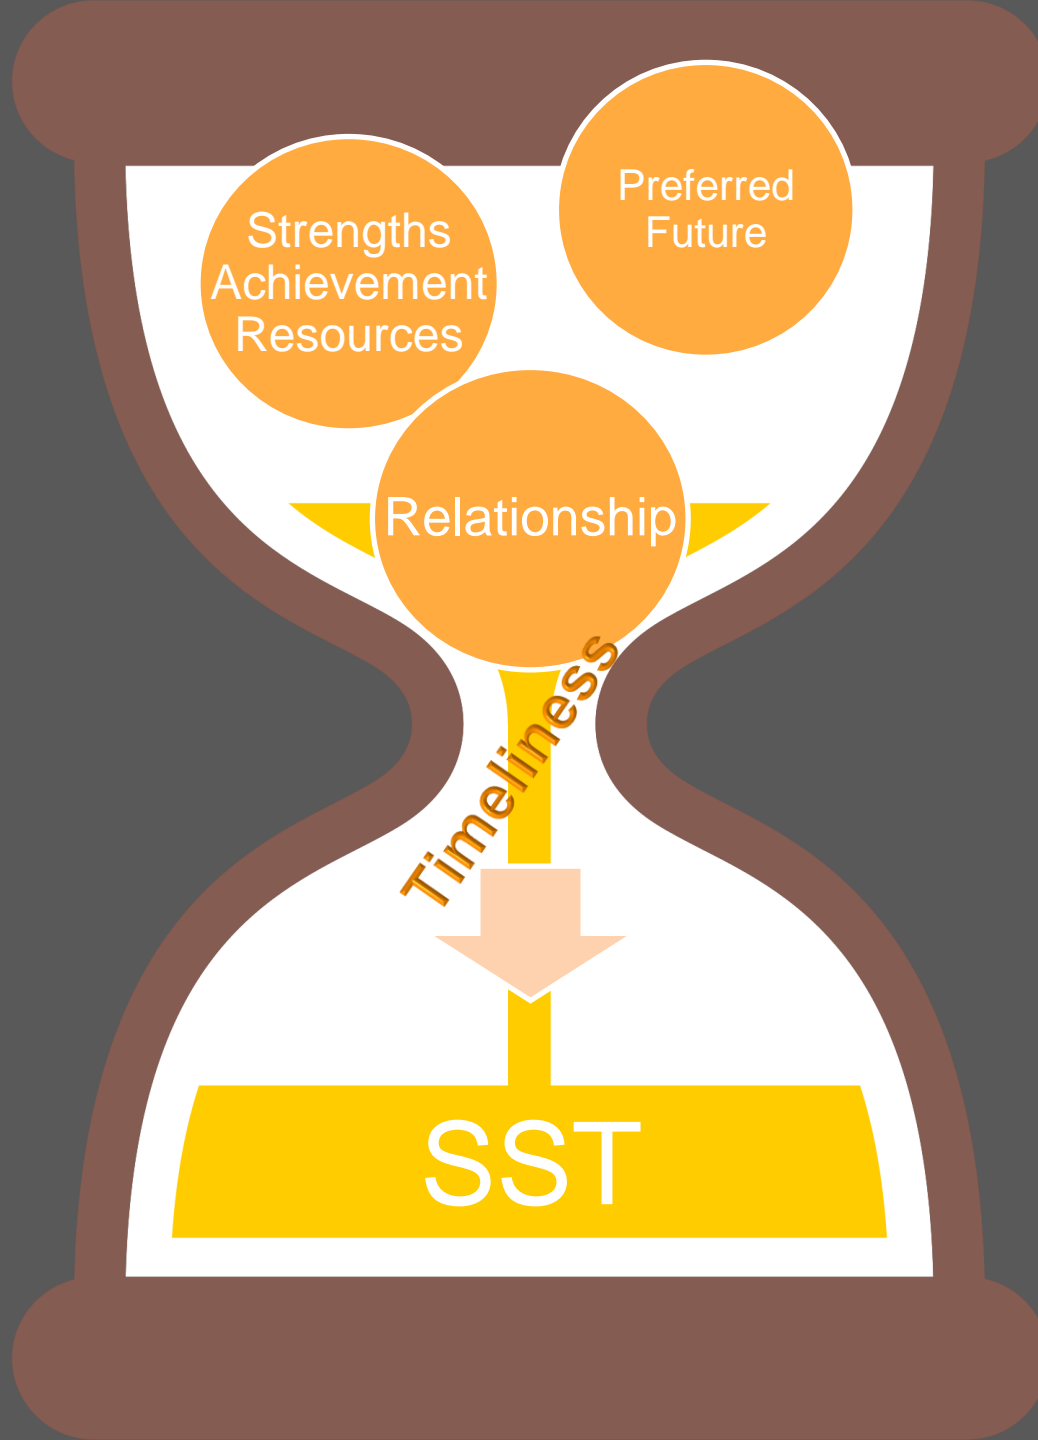 Preferred
Future
Strengths
Achievement
Resources
Relationship
Timeliness
SST